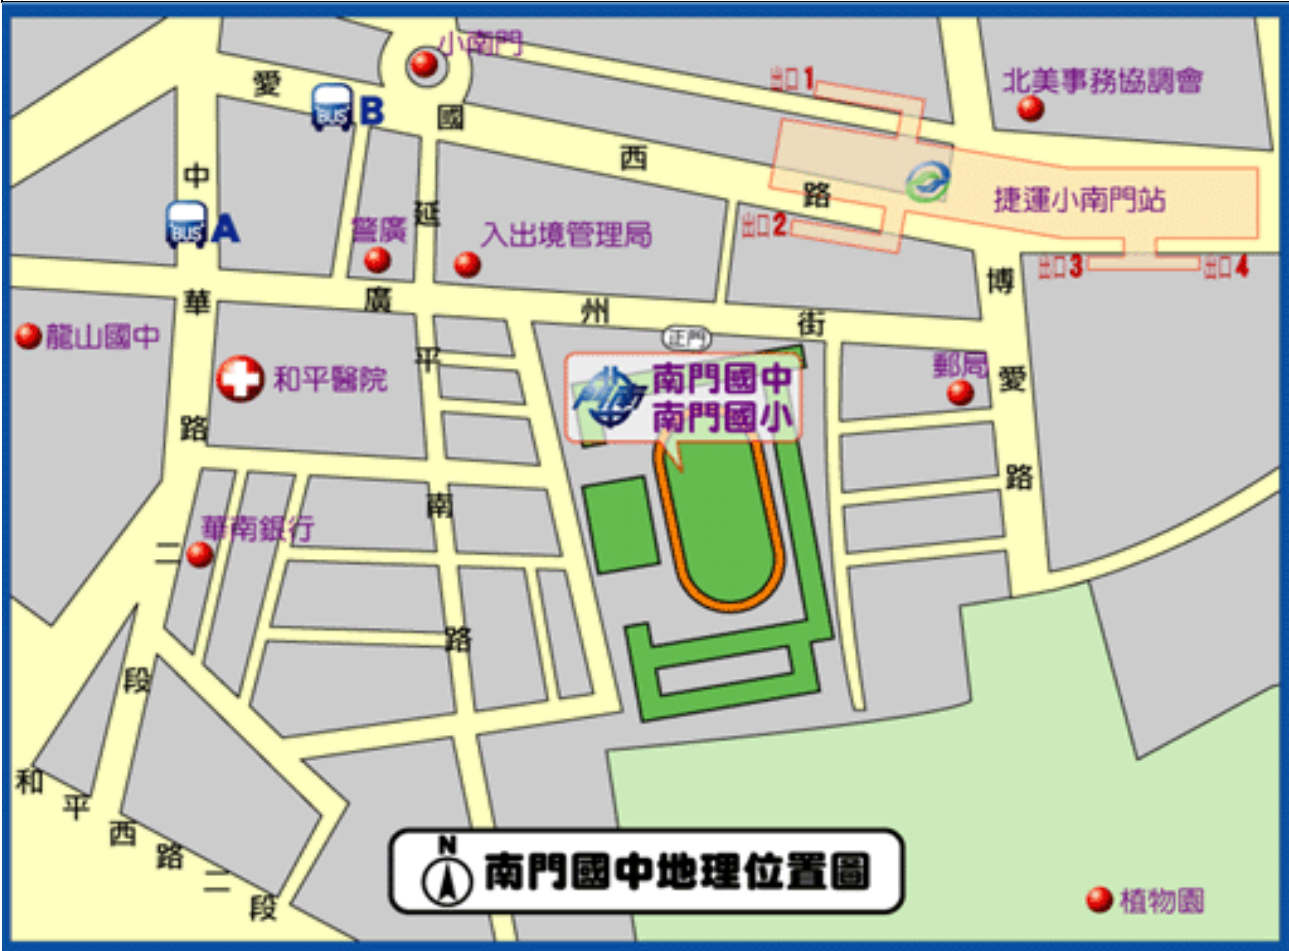 小南門
出口1
北美事務協調會
愛國西路
BUS B
捷運小南門站
出口2
出口3
出口4
中華路二段
BUS A
警廣
入出境管理局
延平南路
廣州街
博愛路
正門
龍山國中
和平醫院
南門國中
南門國小
郵局
華南銀行
和平西路二段
N
南門國中地理位置圖
植物園